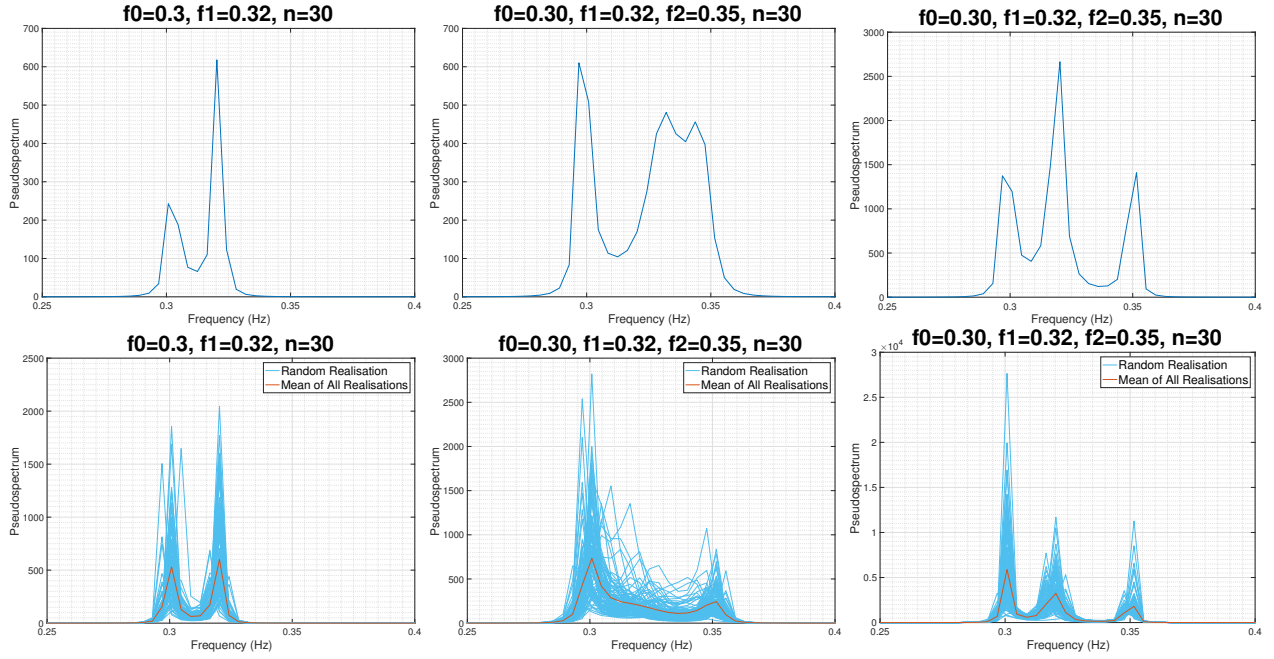 f0=0.3, f1=0.32, n=30
700
600
500
400
300
200
100
0
Pseudospectrum
0.25
0.3
0.35
0.4
Frequency (Hz)
f0=0.30, f1=0.32, f2=0.35, n=30
700
600
500
400
300
200
100
0
Pseudospectrum
0.25
0.3
0.35
0.4
Frequency (Hz)
f0=0.30, f1=0.32, f2=0.35, n=30
3000
2500
2000
1500
1000
500
0
Pseudospectrum
0.25
0.3
0.35
0.4
Frequency (Hz)
f0=0.3, f1=0.32, n=30
2500
2000
1500
1000
500
0
Pseudospectrum
Random Realisation
Mean of All Realisations
0.25
0.3
0.35
0.4
Frequency (Hz)
f0=0.30, f1=0.32, f2=0.35, n=30
3000
2500
2000
1500
1000
500
0
Pseudospectrum
Random Realisation
Mean of All Realisations
0.25
0.3
0.35
0.4
Frequency (Hz)
f0=0.30, f1=0.32, f2=0.35, n=30
×10⁴
3
2.5
2
1.5
1
0.5
0
Pseudospectrum
Random Realisation
Mean of All Realisations
0.25
0.3
0.35
0.4
Frequency (Hz)